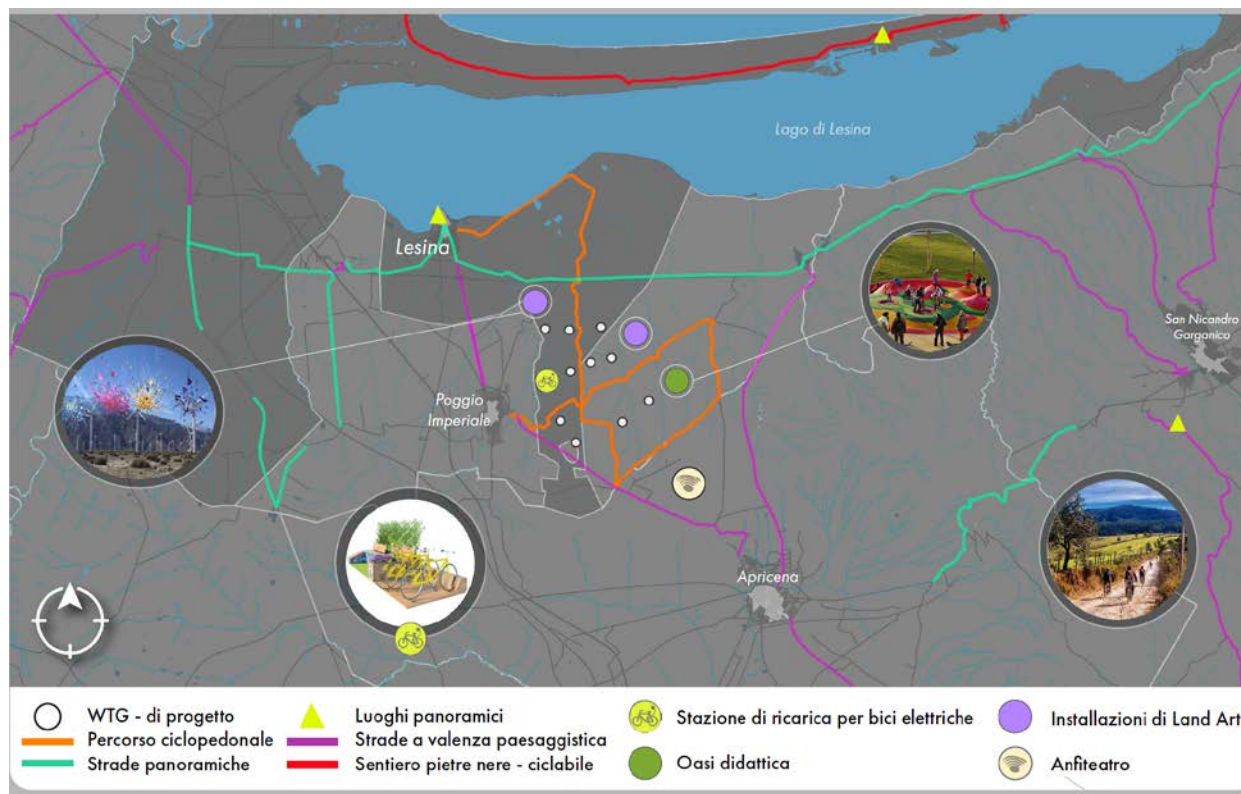 Lago di Lesina
Lesina
San Nicandro
Garganico
Poggio
Imperiale
Apricena
WTG - di progetto
Luoghi panoramici
Stazione di ricarica per bici elettriche
Installazioni di Land Art
Percorso ciclopedonale
Strade a valenza paesaggistica
Strade panoramiche
Sentiero pietre nere - ciclabile
Oasi didattica
Anfiteatro